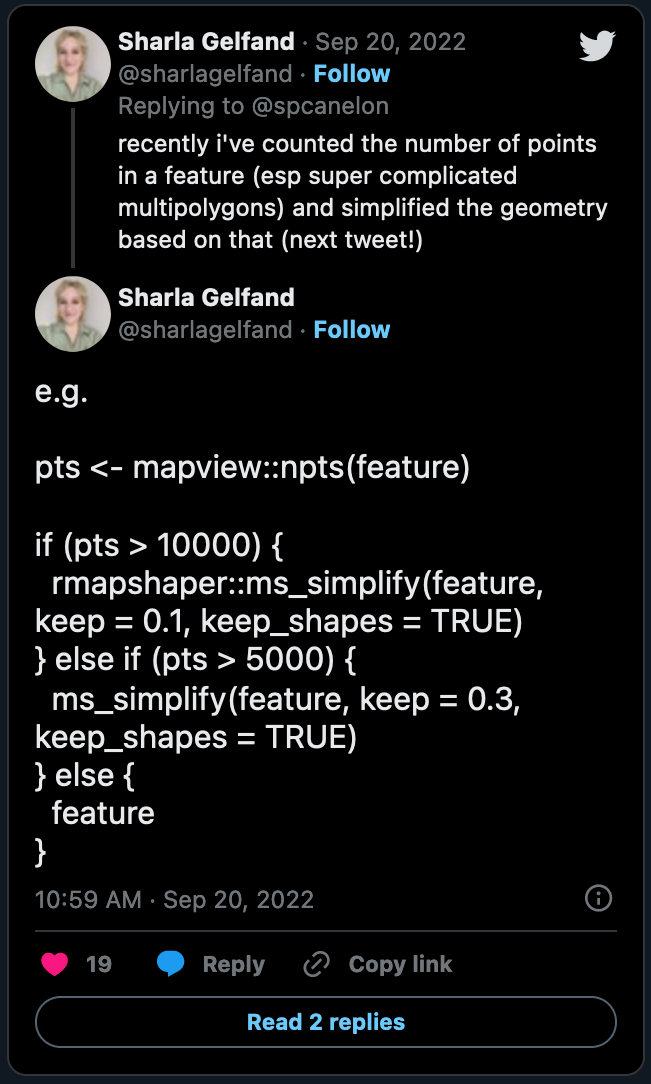 Sharla Gelfand · Sep 20, 2022
@sharlagelfand · Follow
Replying to @spcanelon
recently i've counted the number of points
in a feature (esp super complicated
multipolygons) and simplified the geometry
based on that (next tweet!)
Sharla Gelfand
@sharlagelfand · Follow
e.g.
pts <- mapview::npts(feature)
if (pts > 10000) {
  rmapshaper::ms_simplify(feature,
keep = 0.1, keep_shapes = TRUE)
} else if (pts > 5000) {
  ms_simplify(feature, keep = 0.3,
keep_shapes = TRUE)
} else {
  feature
}
10:59 AM · Sep 20, 2022
19 Reply Copy link
Read 2 replies